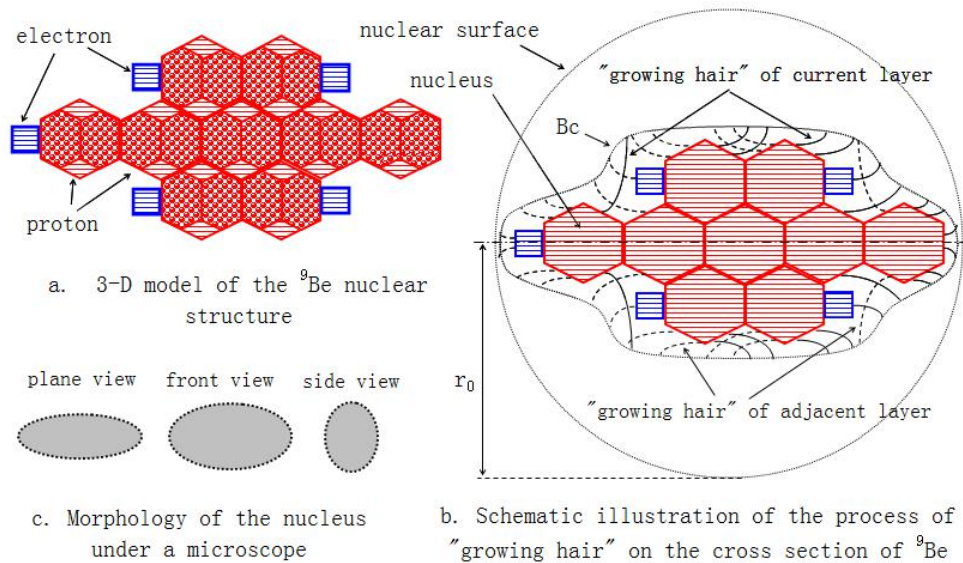 electron
proton
a. 3-D model of the ⁹Be nuclear
structure
plane view front view side view
c. Morphology of the nucleus
under a microscope
nuclear surface
nucleus
"growing hair" of current layer
Bc
r₀
"growing hair" of adjacent layer
b. Schematic illustration of the process of
"growing hair" on the cross section of ⁹Be